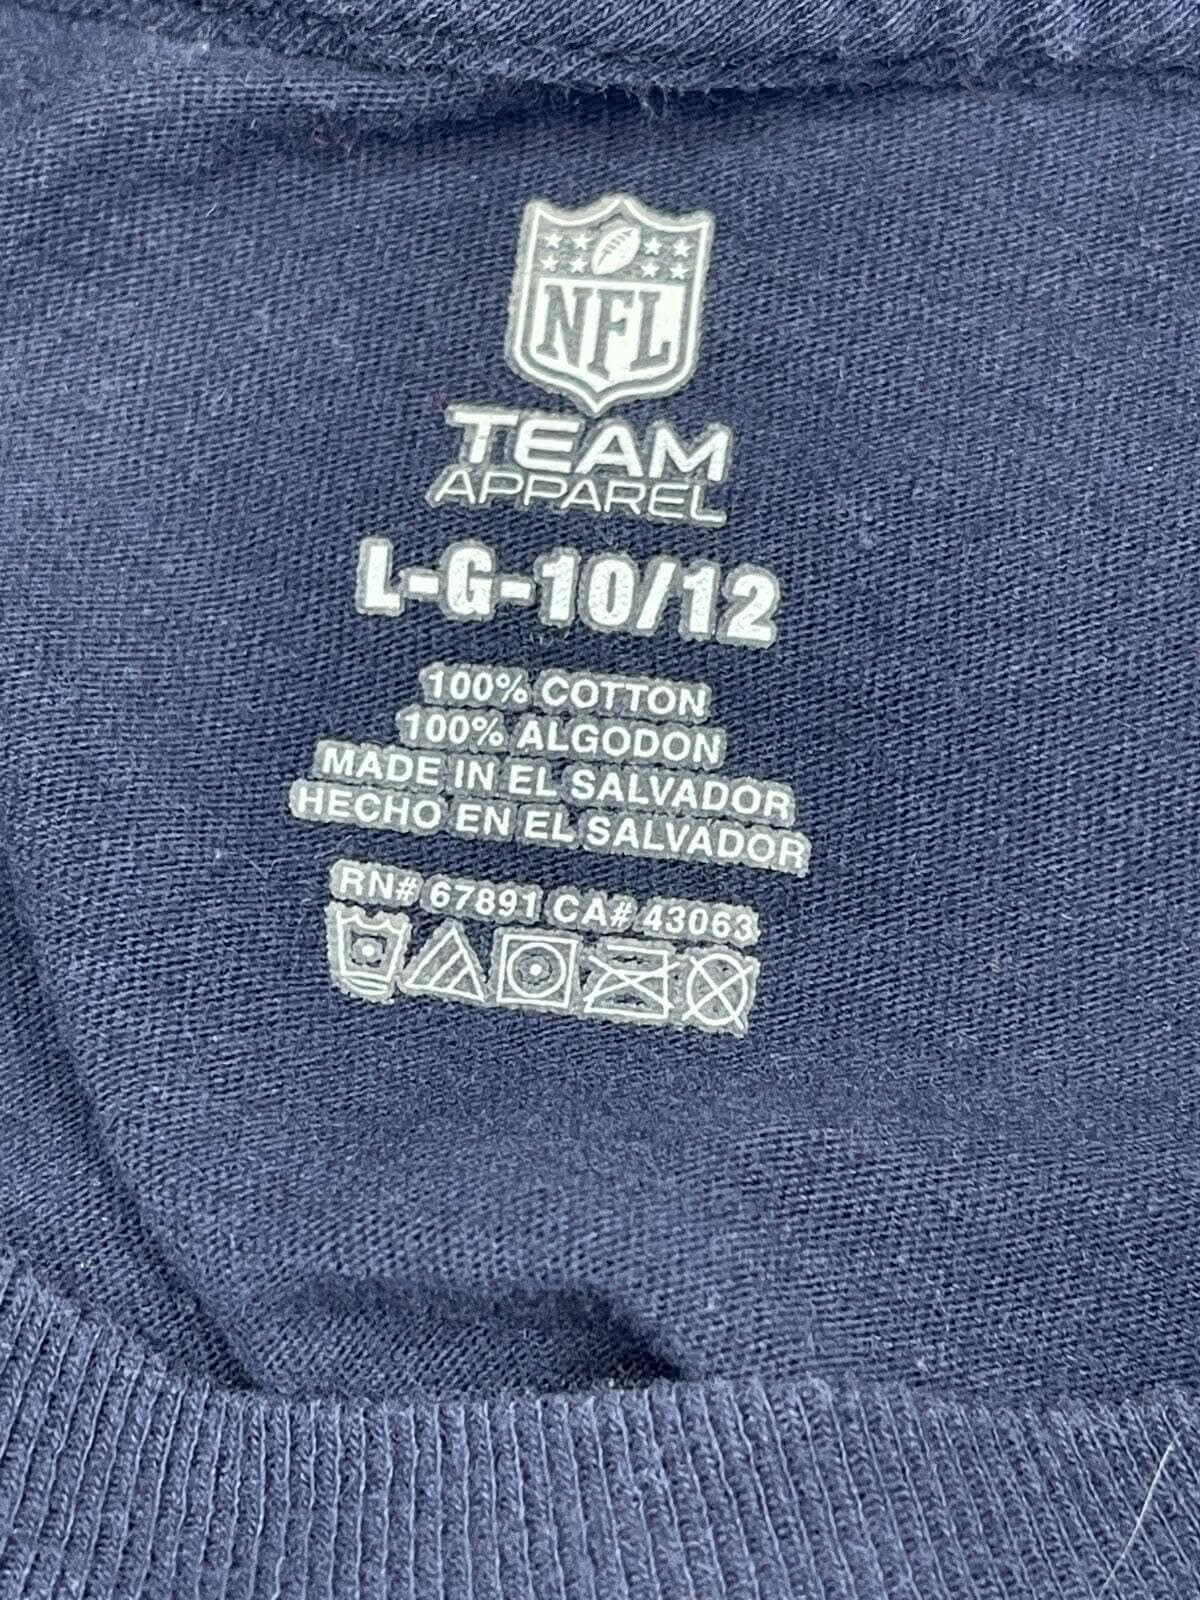 NFL
TEAM
APPAREL
L-G-10/12
100% COTTON
100% ALGODON
MADE IN EL SALVADOR
HECHO EN EL SALVADOR
RN# 67891 CA# 43063